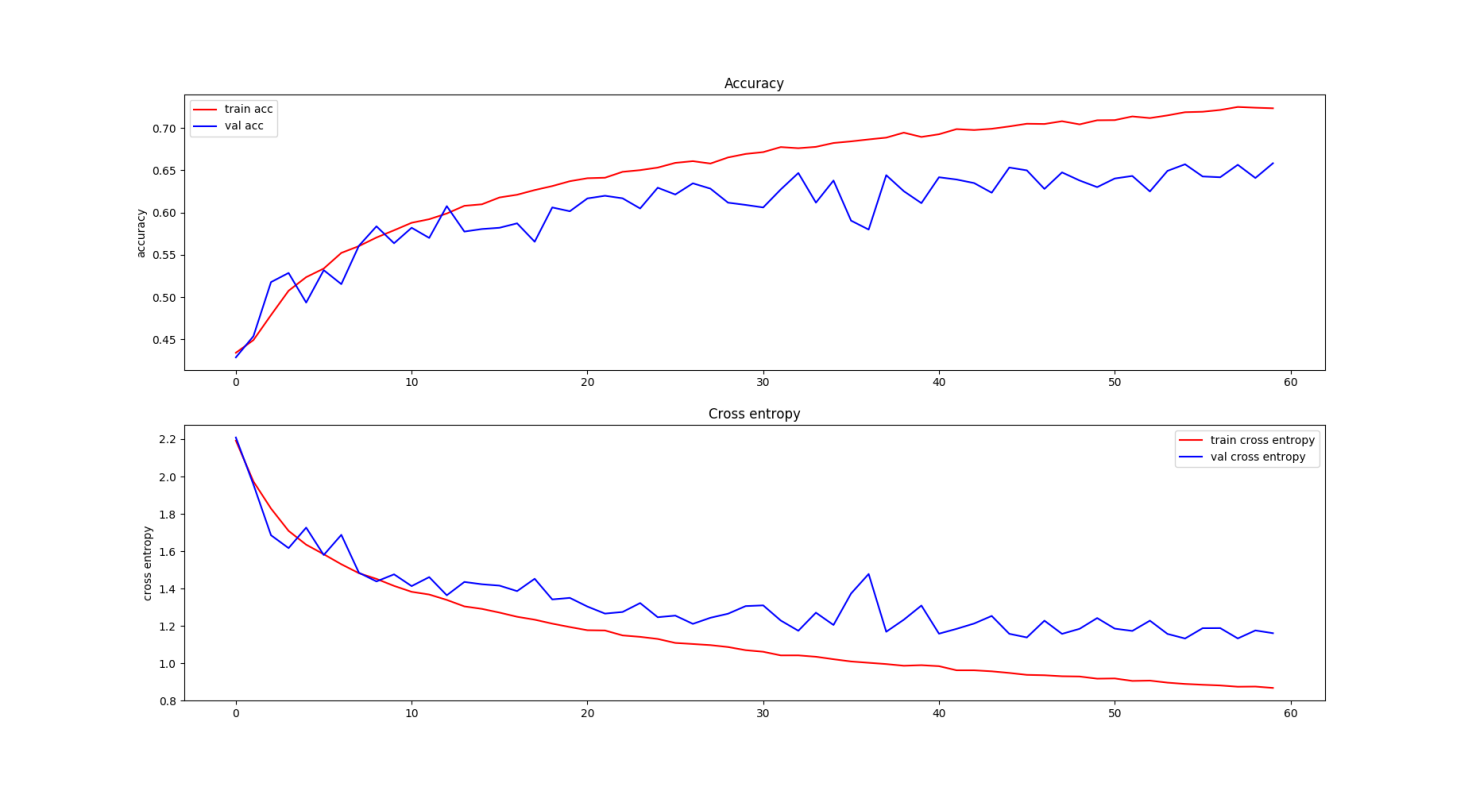 Accuracy
train acc
val acc
accuracy
0.70
0.65
0.60
0.55
0.50
0.45
0 10 20 30 40 50 60
Cross entropy
train cross entropy
val cross entropy
cross entropy
2.2
2.0
1.8
1.6
1.4
1.2
1.0
0.8
0 10 20 30 40 50 60